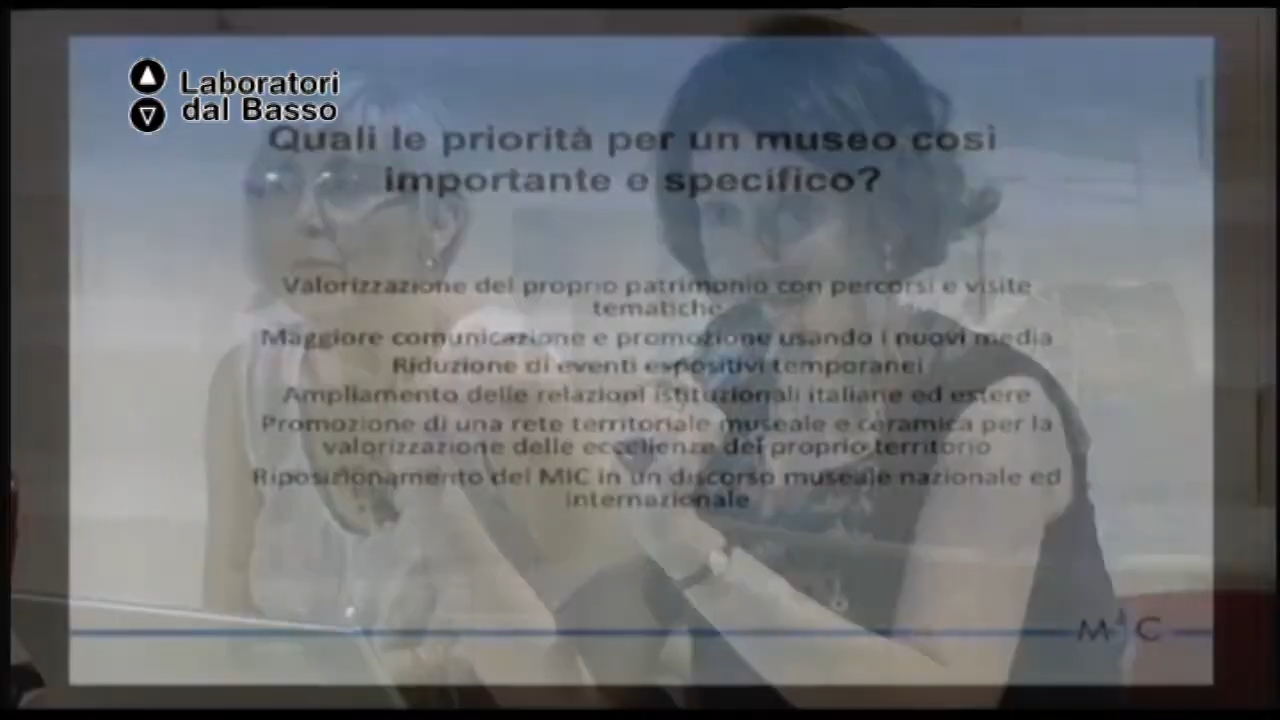 Laboratori
dal Basso
Quali le priorità per un museo così
importante e specifico?
Valorizzazione del proprio patrimonio con percorsi e visite
tematiche
Maggiore comunicazione e promozione usando i nuovi media
Riduzione di eventi espositivi temporanei
Ampliamento delle relazioni istituzionali italiane ed estere
Promozione di una rete territoriale museale e ceramica per la
valorizzazione delle eccellenze del proprio territorio
Riposizionamento del MIC in un discorso museale nazionale ed
internazionale
MIC